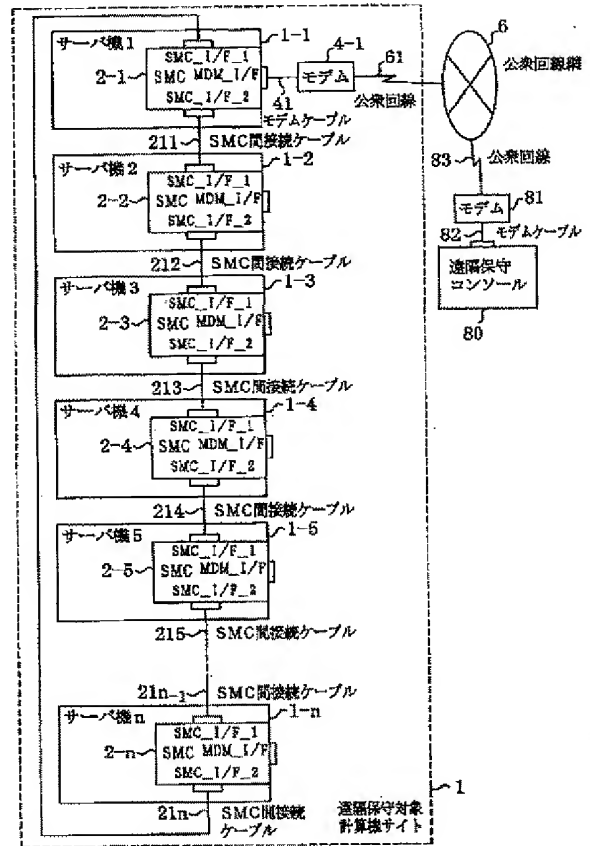 サーバ機1
1-1
SMC_I/F_1
2-1
SMC MDM_I/F
SMC_I/F_2
4-1
モデム
61
公衆回線
41
モデムケーブル
6
公衆回線網
83
公衆回線
モデム
81
82
モデムケーブル
遠隔保守
コンソール
80
211
SMC間接続ケーブル
サーバ機2
1-2
SMC_I/F_1
2-2
SMC MDM_I/F
SMC_I/F_2
212
SMC間接続ケーブル
サーバ機3
1-3
SMC_I/F_1
2-3
SMC MDM_I/F
SMC_I/F_2
213
SMC間接続ケーブル
サーバ機4
1-4
SMC_I/F_1
2-4
SMC MDM_I/F
SMC_I/F_2
214
SMC間接続ケーブル
サーバ機5
1-5
SMC_I/F_1
2-5
SMC MDM_I/F
SMC_I/F_2
215
SMC間接続ケーブル
21n-1
SMC間接続ケーブル
サーバ機n
1-n
SMC_I/F_1
2-n
SMC MDM_I/F
SMC_I/F_2
21n
SMC間接続
ケーブル
遠隔保守対象
計算機サイト
1